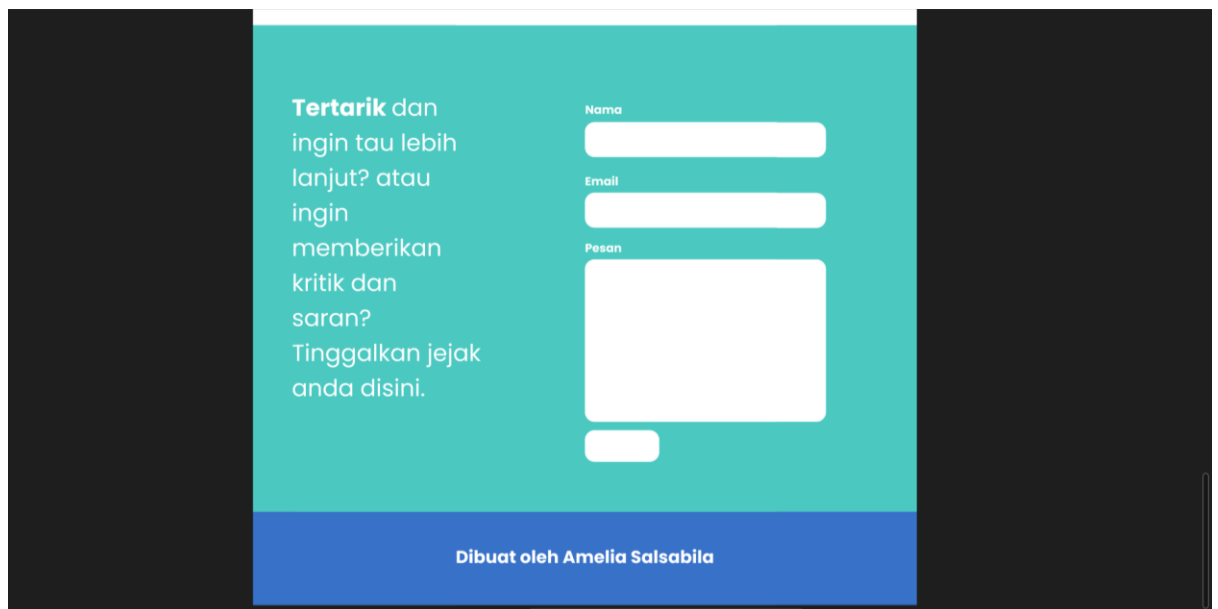 Tertarik dan
ingin tau lebih
lanjut? atau
ingin
memberikan
kritik dan
saran?
Tinggalkan jejak
anda disini.
Nama
Email
Pesan
Dibuat oleh Amelia Salsabila